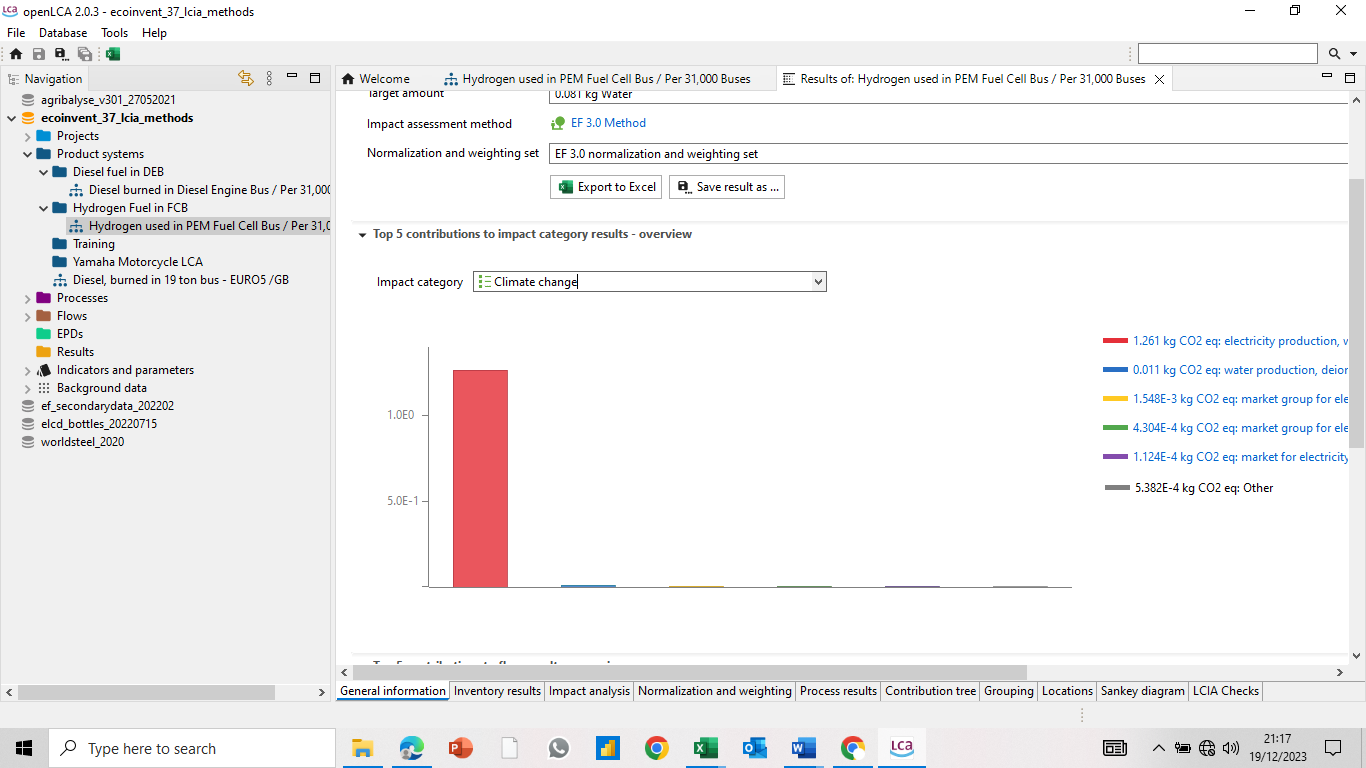 LCA openLCA 2.0.3 - ecoinvent_37_lcia_methods
File Database Tools Help
Navigation
agribalyse_v301_27052021
ecoinvent_37_lcia_methods
Projects
Product systems
Diesel fuel in DEB
Diesel burned in Diesel Engine Bus / Per 31,000
Hydrogen Fuel in FCB
Hydrogen used in PEM Fuel Cell Bus / Per 31,0
Training
Yamaha Motorcycle LCA
Diesel, burned in 19 ton bus - EURO5 /GB
Processes
Flows
EPDs
Results
Indicators and parameters
Background data
ef_secondarydata_202202
elcd_bottles_20220715
worldsteel_2020
Welcome Hydrogen used in PEM Fuel Cell Bus / Per 31,000 Buses Results of: Hydrogen used in PEM Fuel Cell Bus / Per 31,000 Buses
Target amount 0.081 kg Water
Impact assessment method EF 3.0 Method
Normalization and weighting set EF 3.0 normalization and weighting set
Export to Excel Save result as ...
Top 5 contributions to impact category results - overview
Impact category Climate change
1.0E0
5.0E-1
1.261 kg CO2 eq: electricity production, w
0.011 kg CO2 eq: water production, deior
1.548E-3 kg CO2 eq: market group for ele
4.304E-4 kg CO2 eq: market group for ele
1.124E-4 kg CO2 eq: market for electricity
5.382E-4 kg CO2 eq: Other
General information Inventory results Impact analysis Normalization and weighting Process results Contribution tree Grouping Locations Sankey diagram LCIA Checks
Type here to search
LCA
21:17
19/12/2023